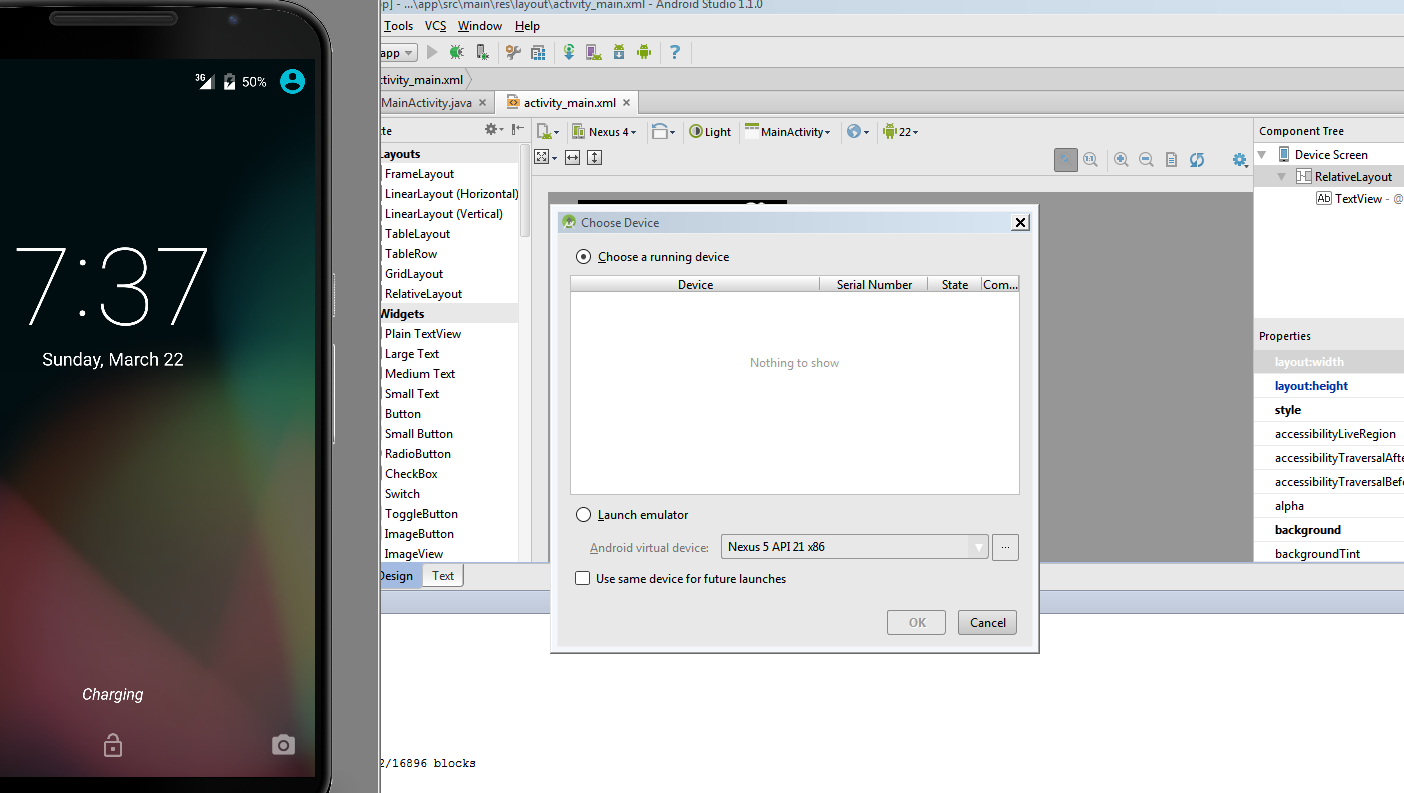 p] - ...\app\src\main\res\layout\activity_main.xml - Android Studio 1.1.0
Tools VCS Window Help
app
ctivity_main.xml
MainActivity.java activity_main.xml
tte
Nexus 4 Light MainActivity 22
Layouts
FrameLayout
LinearLayout (Horizontal)
LinearLayout (Vertical)
TableLayout
TableRow
GridLayout
RelativeLayout
Widgets
Plain TextView
Large Text
Medium Text
Small Text
Button
Small Button
RadioButton
CheckBox
Switch
ToggleButton
ImageButton
ImageView
Design Text
3G 50%
7:37
Sunday, March 22
Charging
Choose Device
Choose a running device
Device Serial Number State Com...
Nothing to show
Launch emulator
Android virtual device: Nexus 5 API 21 x86 ...
Use same device for future launches
OK Cancel
Component Tree
Device Screen
RelativeLayout
Ab TextView - @
Properties
layout:width
layout:height
style
accessibilityLiveRegion
accessibilityTraversalAfte
accessibilityTraversalBefo
alpha
background
backgroundTint
2/16896 blocks